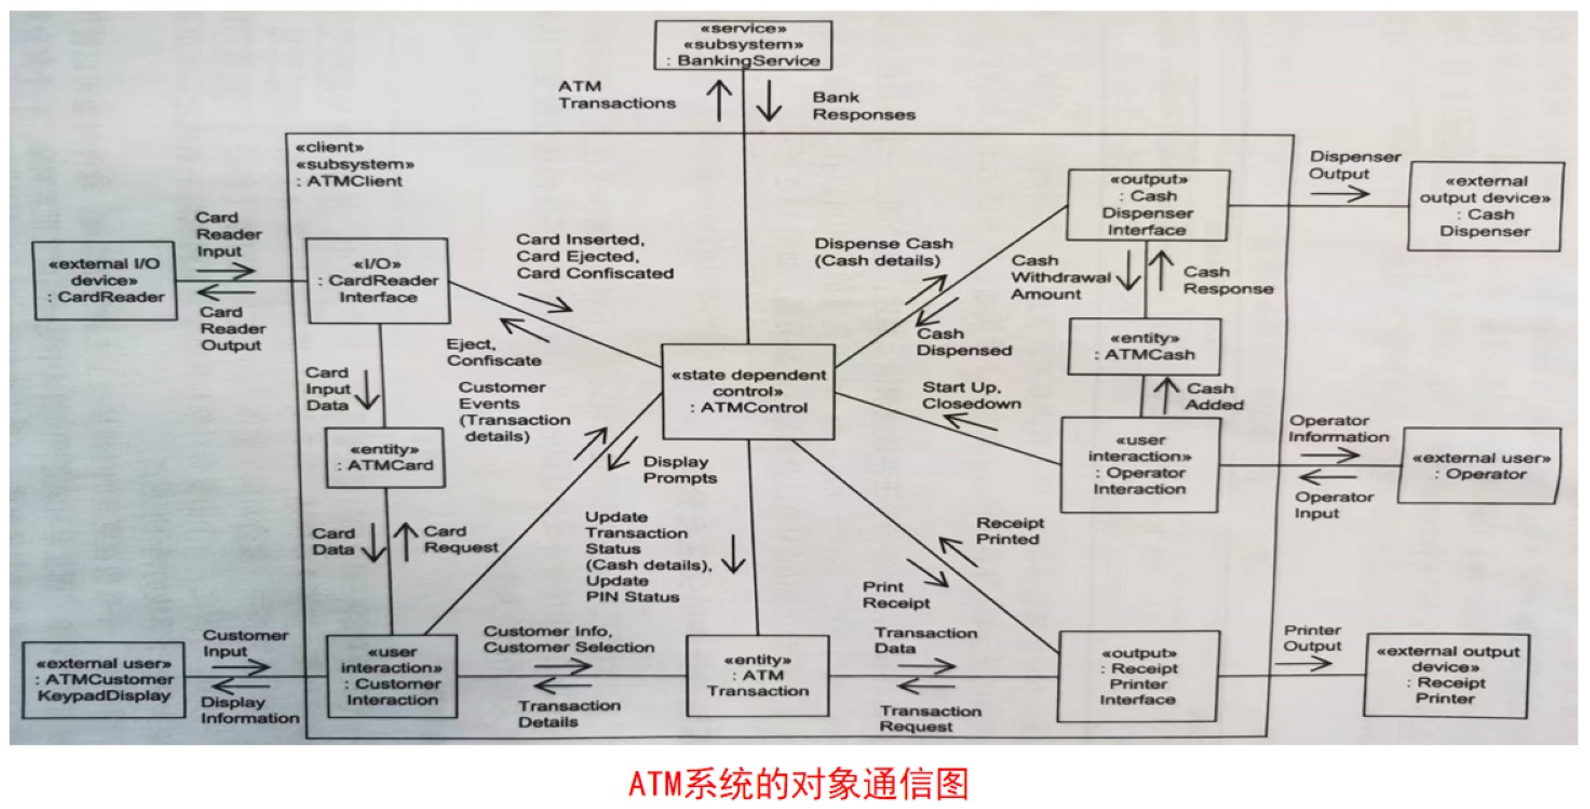 «service»
«subsystem»
: BankingService
ATM
Transactions
Bank
Responses
«client»
«subsystem»
: ATMClient
Dispenser
Output
«output»
: Cash
Dispenser
Interface
«external
output device»
: Cash
Dispenser
Card
Reader
Input
Card Inserted,
Card Ejected,
Card Confiscated
Dispense Cash
(Cash details)
Cash
Withdrawal
Amount
Cash
Response
«external I/O
device»
: CardReader
«I/O»
: CardReader
Interface
Card
Reader
Output
Eject,
Confiscate
Cash
Dispensed
«entity»
: ATMCash
Card
Input
Data
Customer
Events
(Transaction
details)
«state dependent
control»
: ATMControl
Start Up,
Closedown
Cash
Added
Operator
Information
«entity»
: ATMCard
Display
Prompts
«user
interaction»
: Operator
Interaction
«external user»
: Operator
Operator
Input
Card
Data
Card
Request
Update
Transaction
Status
(Cash details),
Update
PIN Status
Receipt
Printed
Print
Receipt
Customer
Input
Customer Info,
Customer Selection
Transaction
Data
Printer
Output
«external user»
: ATMCustomer
KeypadDisplay
«user
interaction»
: Customer
Interaction
«entity»
: ATM
Transaction
«output»
: Receipt
Printer
Interface
«external output
device»
: Receipt
Printer
Display
Information
Transaction
Details
Transaction
Request
ATM系统的对象通信图